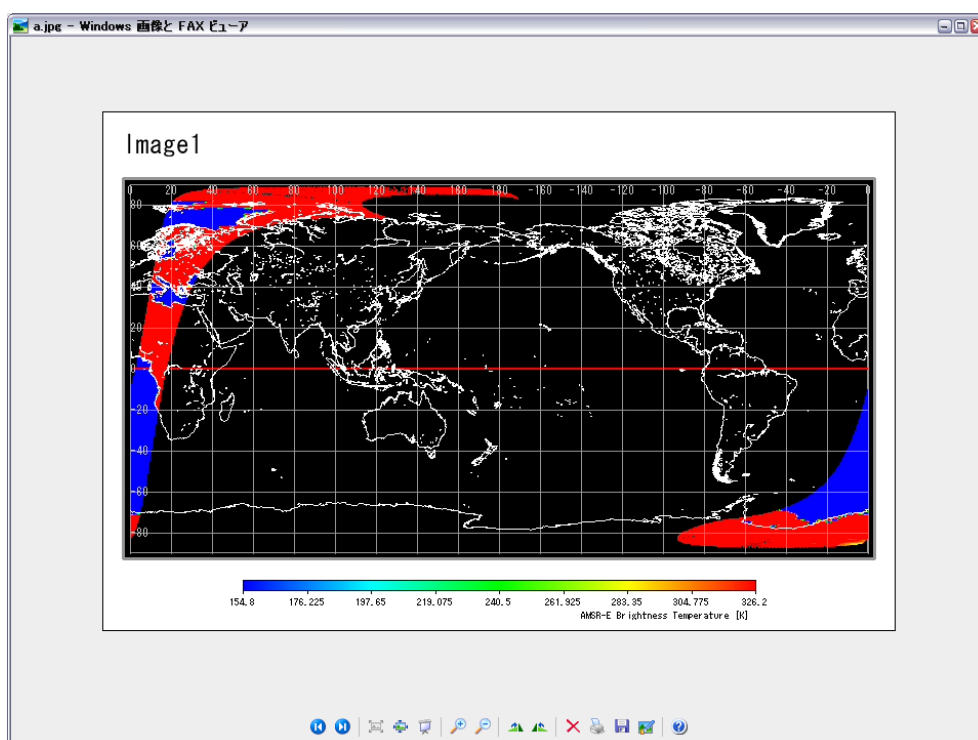 a.jpg - Windows 画像と FAX ビューア
Image1
0 20 40 60 80 100 120 140 160 180 -160 -140 -120 -100 -80 -60 -40 -20 0
80
60
40
20
0
-20
-40
-60
-80
154.8 176.225 197.65 219.075 240.5 261.925 283.35 304.775 326.2
AMSR-E Brightness Temperature [K]